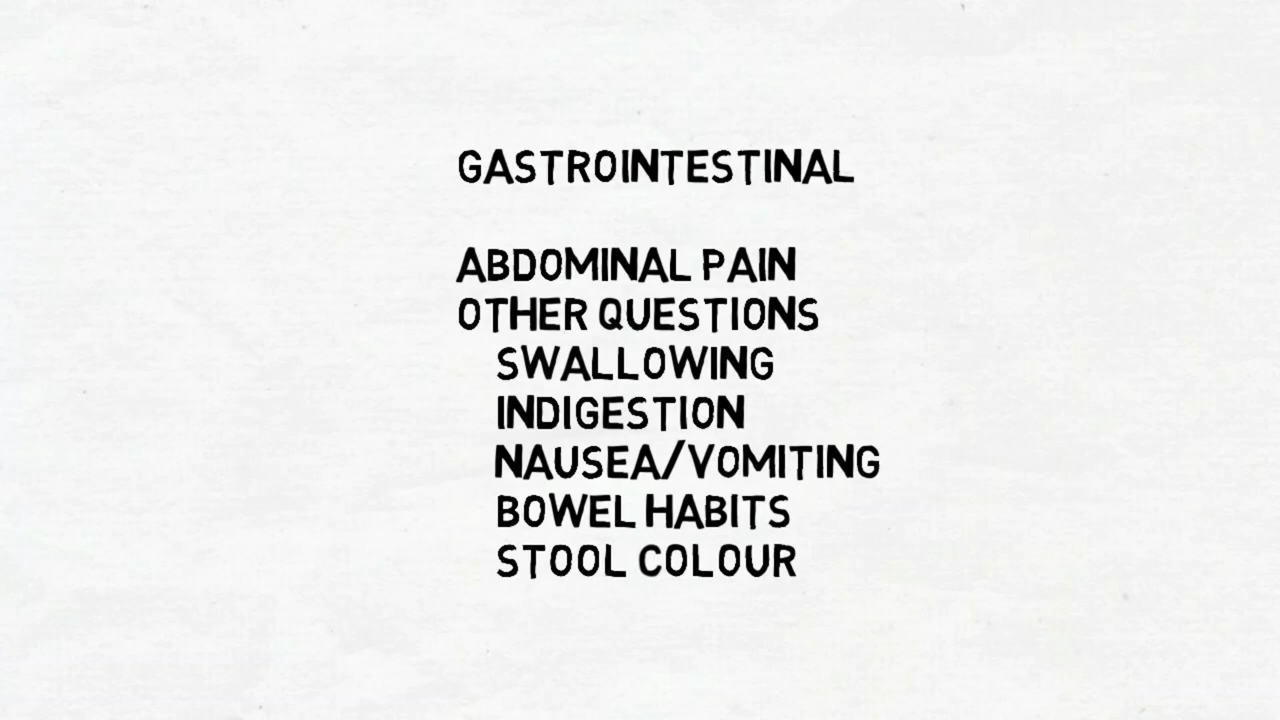 GASTROINTESTINAL
ABDOMINAL PAIN
OTHER QUESTIONS
SWALLOWING
INDIGESTION
NAUSEA/VOMITING
BOWEL HABITS
STOOL COLOUR